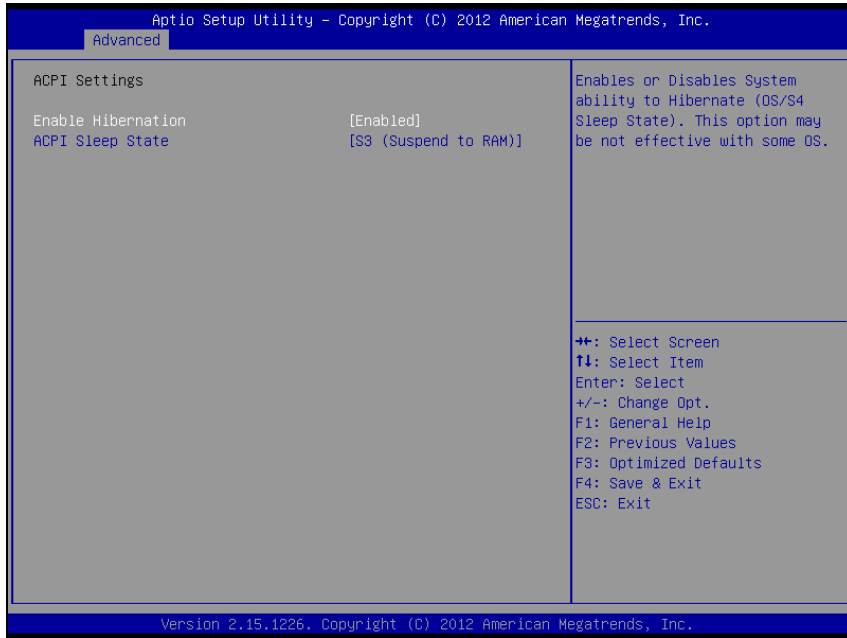 Aptio Setup Utility – Copyright (C) 2012 American Megatrends, Inc.
Advanced
ACPI Settings
Enable Hibernation [Enabled]
ACPI Sleep State [S3 (Suspend to RAM)]
Enables or Disables System
ability to Hibernate (OS/S4
Sleep State). This option may
be not effective with some OS.
→←: Select Screen
↑↓: Select Item
Enter: Select
+/-: Change Opt.
F1: General Help
F2: Previous Values
F3: Optimized Defaults
F4: Save & Exit
ESC: Exit
Version 2.15.1226. Copyright (C) 2012 American Megatrends, Inc.